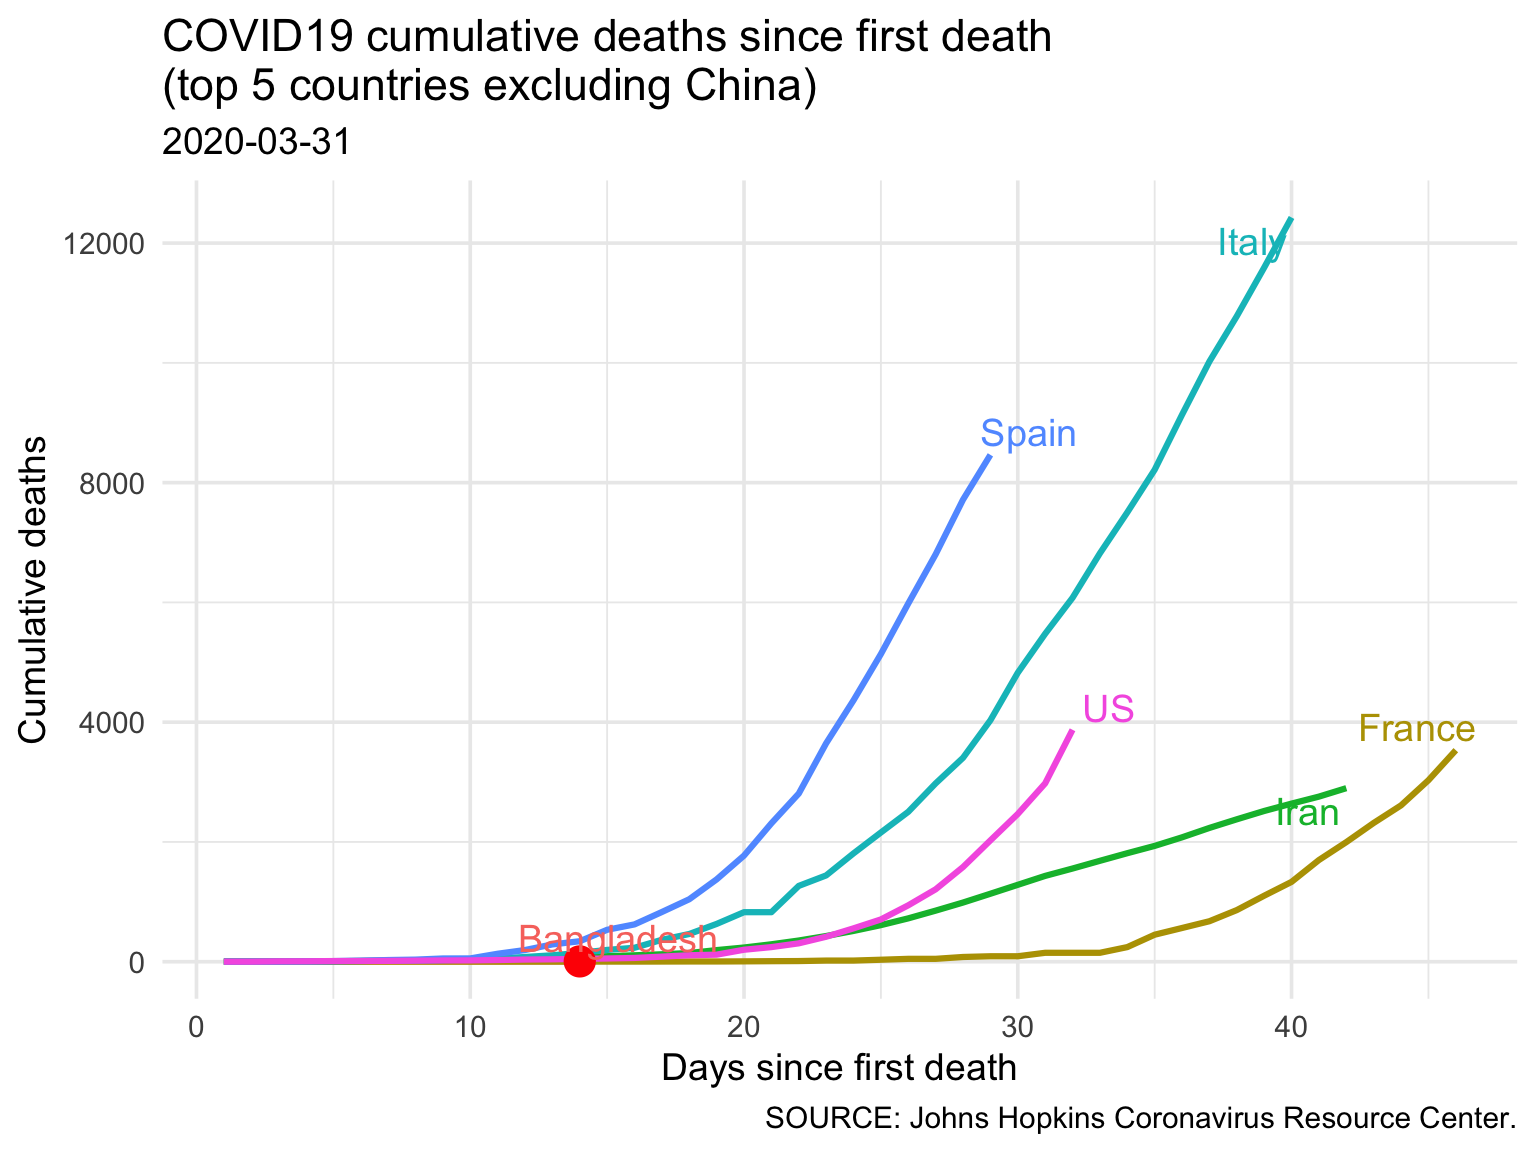 COVID19 cumulative deaths since first death
(top 5 countries excluding China)
2020-03-31
Cumulative deaths
12000
8000
4000
0
Italy
Spain
US
France
Iran
Bangladesh
0 10 20 30 40
Days since first death
SOURCE: Johns Hopkins Coronavirus Resource Center.